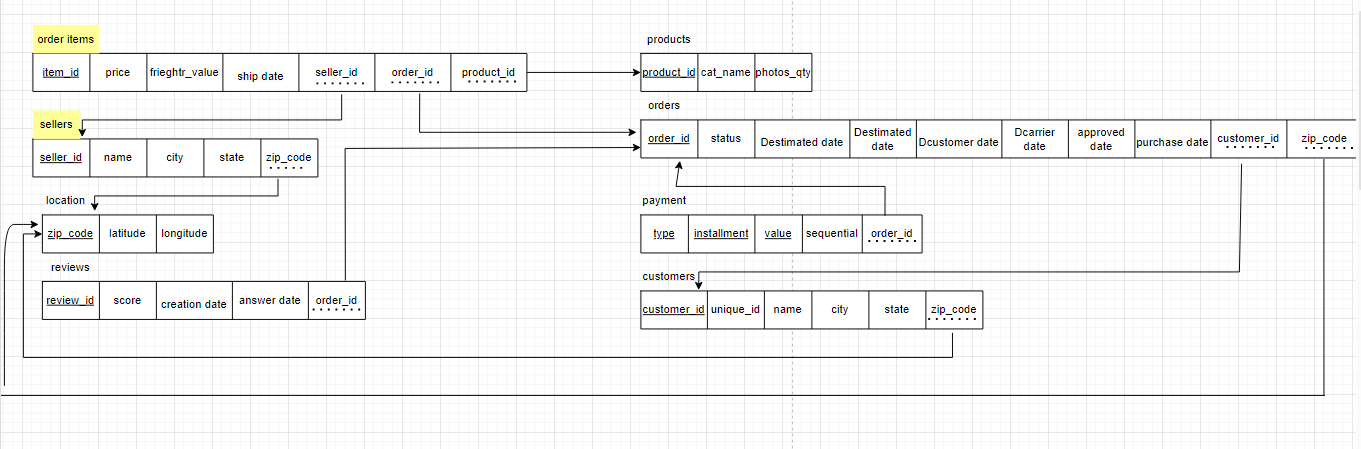 order items
item_id price frieghtr_value ship date seller_id order_id product_id
products
product_id cat_name photos_qty
sellers
seller_id name city state zip_code
orders
order_id status Destimated date Destimated date Dcustomer date Dcarrier date approved date purchase date customer_id zip_code
location
zip_code latitude longitude
payment
type installment value sequential order_id
reviews
review_id score creation date answer date order_id
customers
customer_id unique_id name city state zip_code